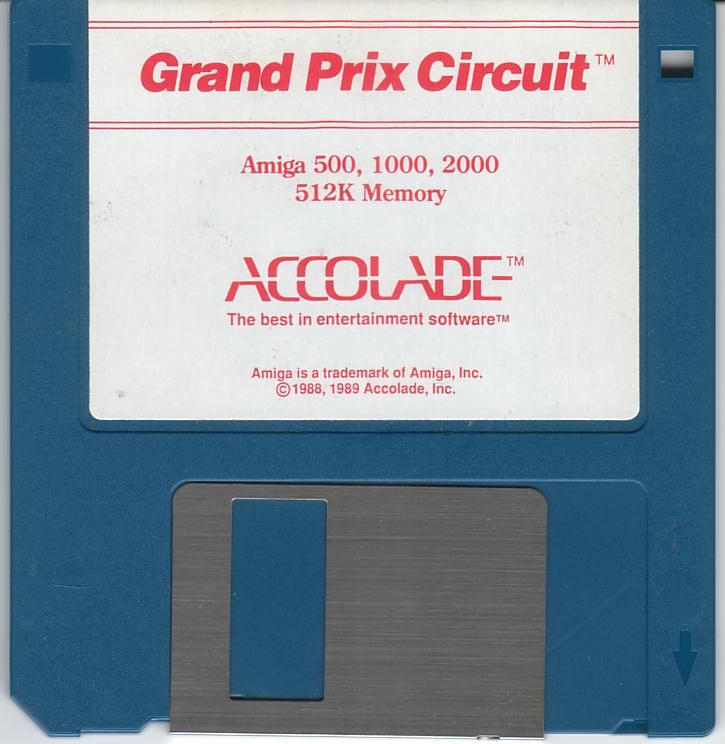 Grand Prix Circuit™
Amiga 500, 1000, 2000
512K Memory
ACCOLADE™
The best in entertainment software™
Amiga is a trademark of Amiga, Inc.
©1988, 1989 Accolade, Inc.